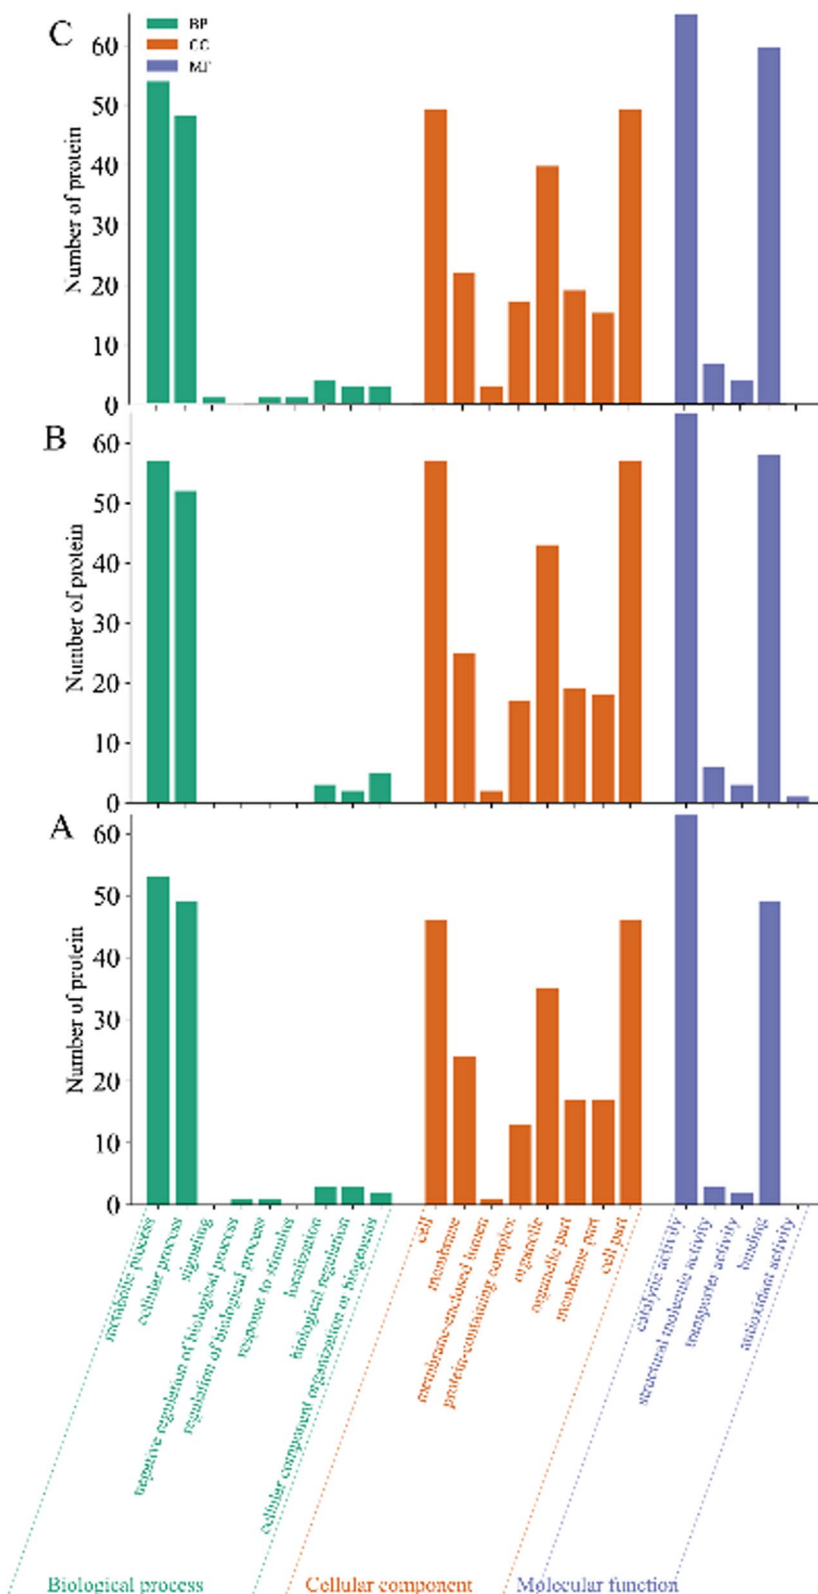 C
BP
CC
MF
Number of protein
60
50
40
30
20
10
0
B
Number of protein
60
50
40
30
20
10
0
A
Number of protein
60
50
40
30
20
10
0
metabolic process
cellular process
signaling
negative regulation of biological process
regulation of biological process
response to stimulus
localization
biological regulation
cellular component organization or biogenesis
cell
membrane
membrane-enclosed lumen
protein-containing complex
organelle
organelle part
membrane part
cell part
catalytic activity
structural molecule activity
transporter activity
binding
antioxidant activity
Biological process
Cellular component
Molecular function